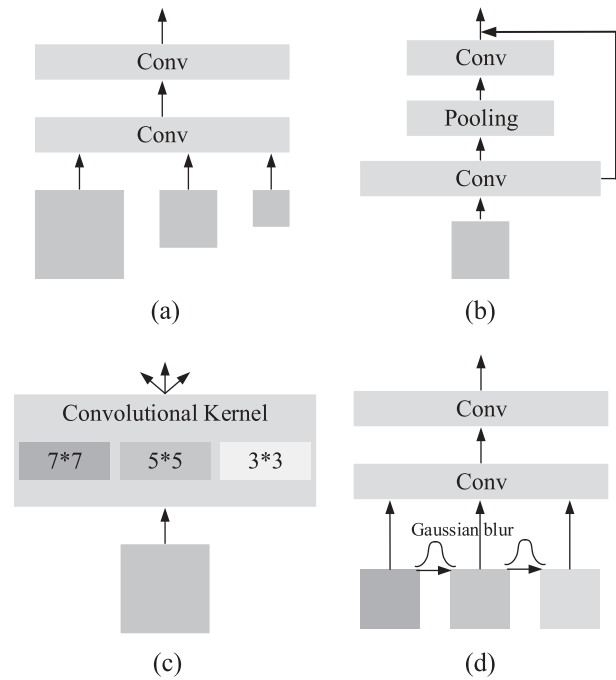 Conv
Conv
(a)
Conv
Pooling
Conv
(b)
Convolutional Kernel
7*7 5*5 3*3
(c)
Conv
Conv
Gaussian blur
(d)